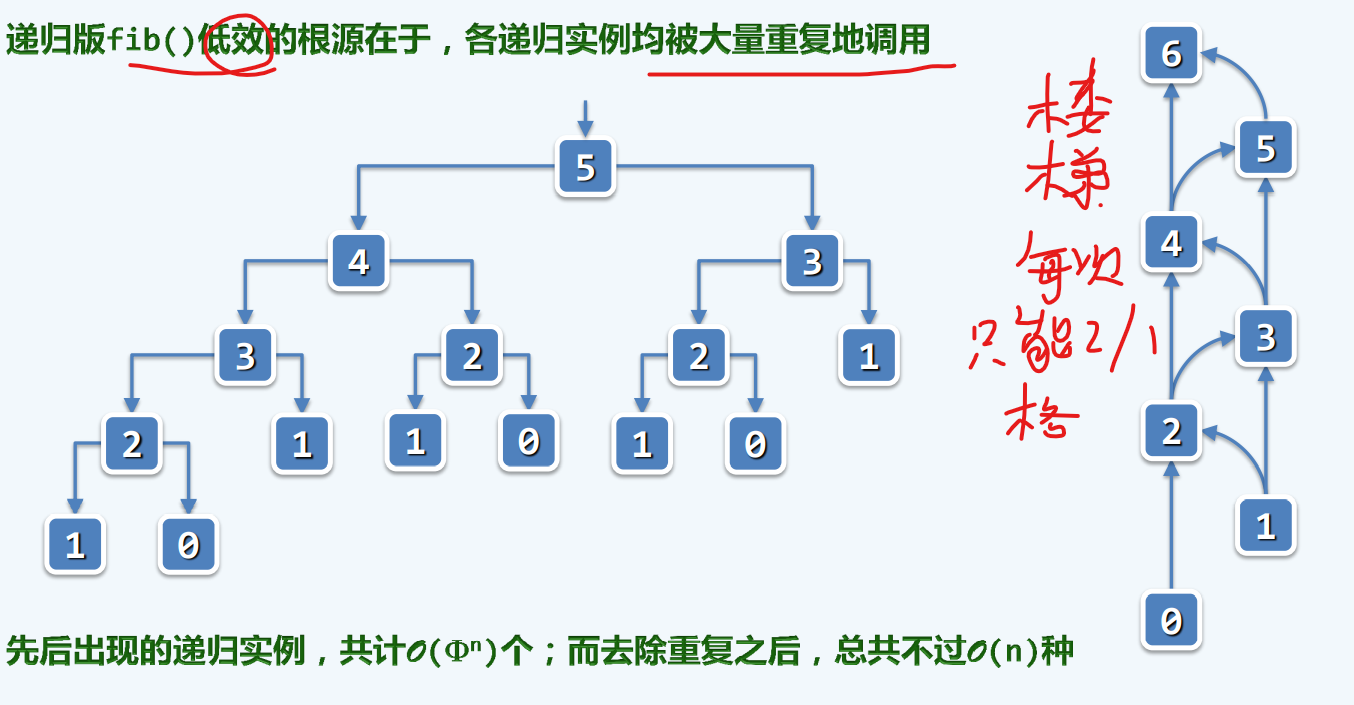 递归版fib()低效的根源在于，各递归实例均被大量重复地调用
5
4 3
3 2 2 1
2 1 1 0 1 0
1 0
先后出现的递归实例，共计O(Φⁿ)个；而去除重复之后，总共不过O(n)种
6
5
4
3
2
1
0
楼
梯.
每次
只能2/1
格